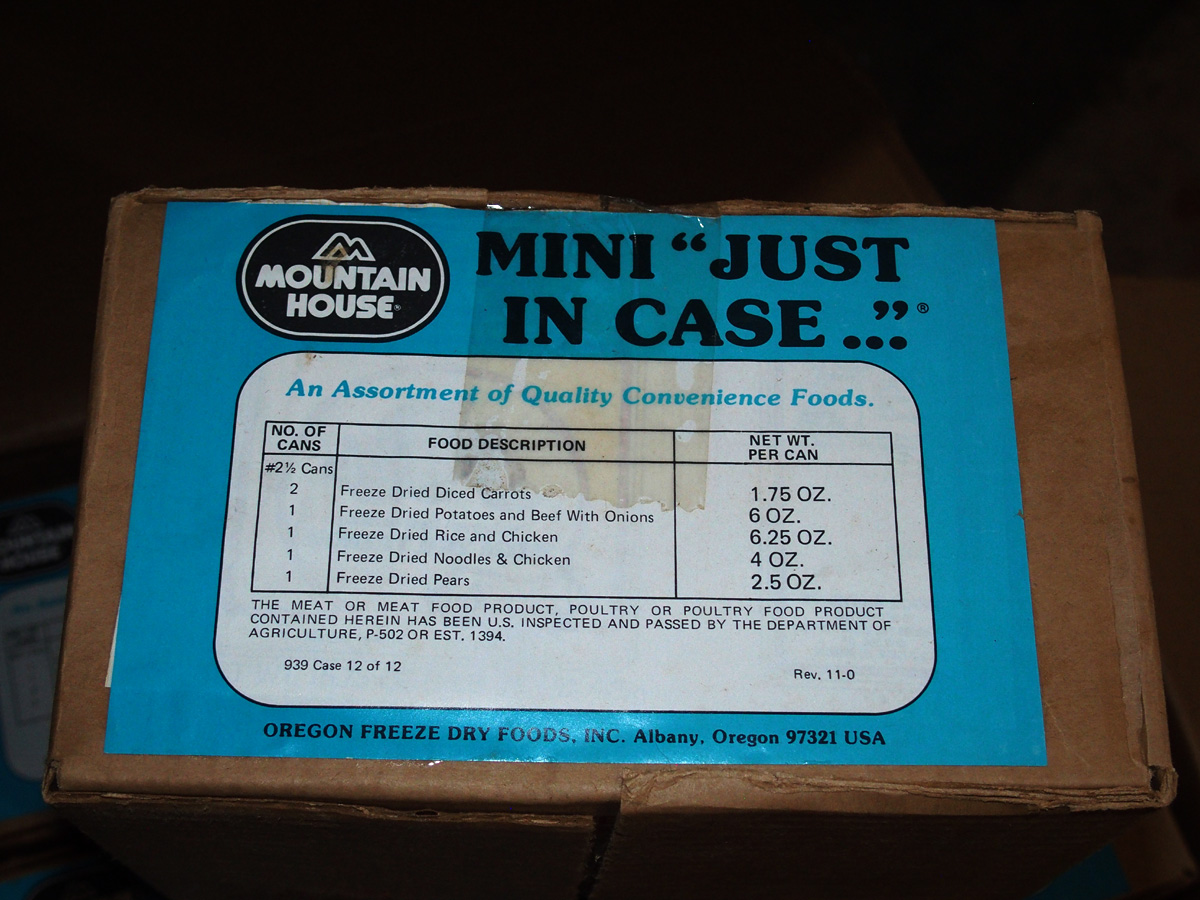 MOUNTAIN
HOUSE®
MINI “JUST
IN CASE...”®
An Assortment of Quality Convenience Foods.
NO. OF CANS FOOD DESCRIPTION NET WT. PER CAN
#2½ Cans
2 Freeze Dried Diced Carrots 1.75 OZ.
1 Freeze Dried Potatoes and Beef With Onions 6 OZ.
1 Freeze Dried Rice and Chicken 6.25 OZ.
1 Freeze Dried Noodles & Chicken 4 OZ.
1 Freeze Dried Pears 2.5 OZ.
THE MEAT OR MEAT FOOD PRODUCT, POULTRY OR POULTRY FOOD PRODUCT
CONTAINED HEREIN HAS BEEN U.S. INSPECTED AND PASSED BY THE DEPARTMENT OF
AGRICULTURE, P-502 OR EST. 1394.
939 Case 12 of 12 Rev. 11-0
OREGON FREEZE DRY FOODS, INC. Albany, Oregon 97321 USA